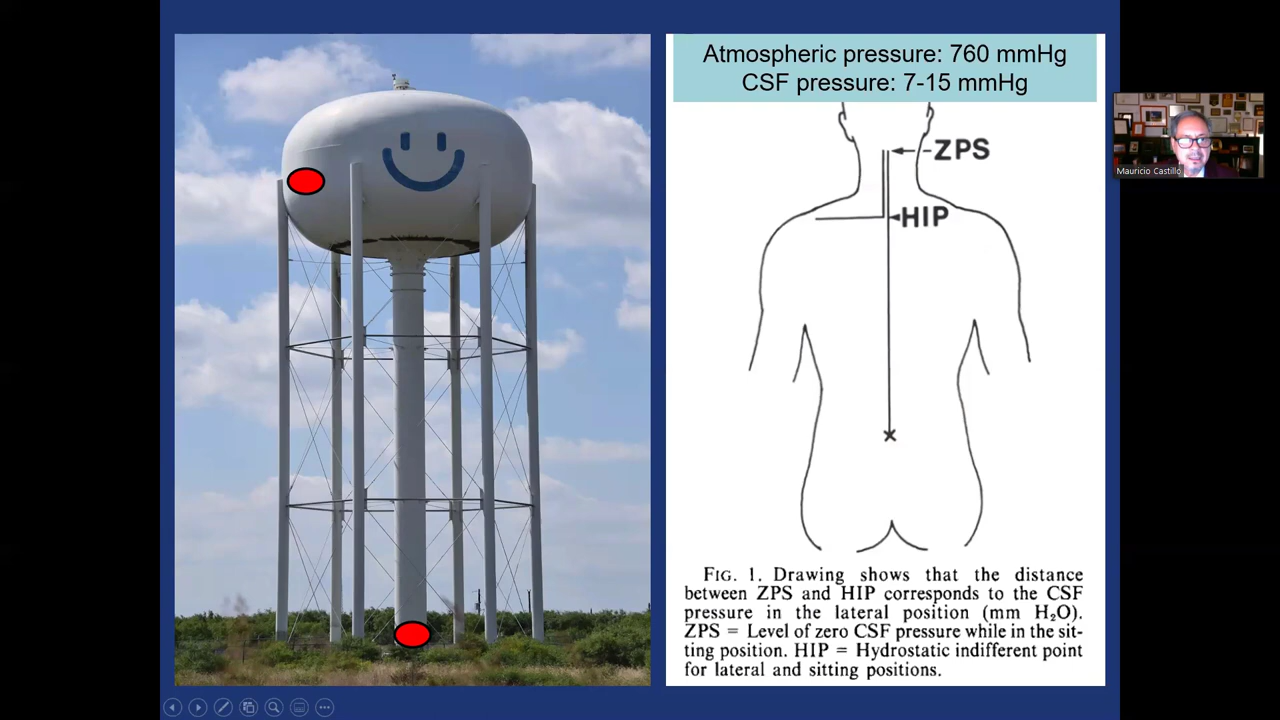 Atmospheric pressure: 760 mmHg
CSF pressure: 7-15 mmHg
ZPS
HIP
FIG. 1. Drawing shows that the distance
between ZPS and HIP corresponds to the CSF
pressure in the lateral position (mm H₂O).
ZPS = Level of zero CSF pressure while in the sit-
ting position. HIP = Hydrostatic indifferent point
for lateral and sitting positions.
Mauricio Castillo